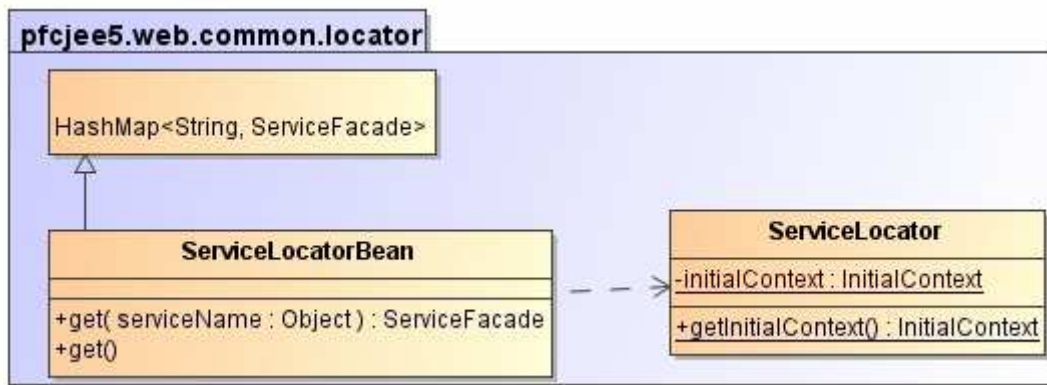 pfcjee5.web.common.locator
HashMap<String, ServiceFacade>
ServiceLocatorBean
+get( serviceName : Object ) : ServiceFacade
+get()
ServiceLocator
-initialContext : InitialContext
+getInitialContext() : InitialContext